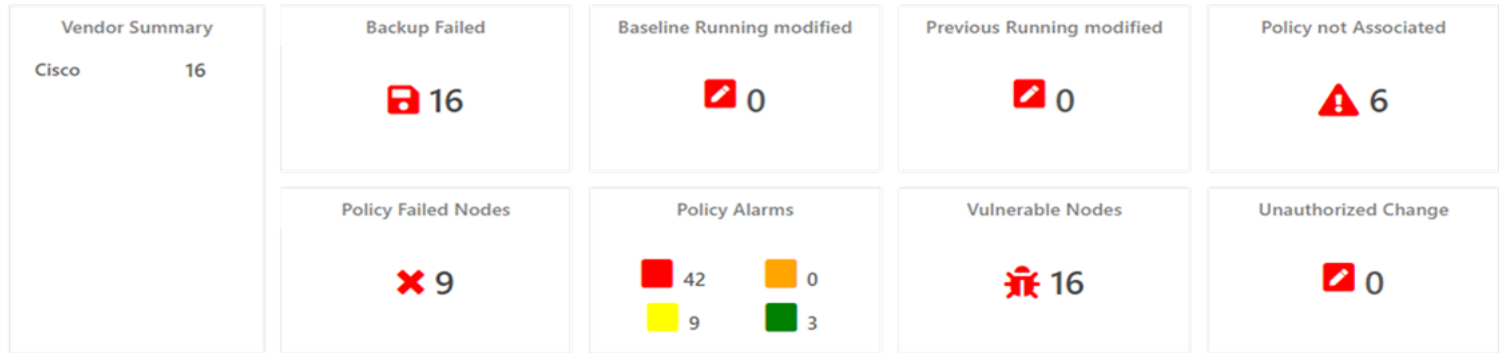 Vendor Summary
Cisco 16
Backup Failed
16
Baseline Running modified
0
Previous Running modified
0
Policy not Associated
6
Policy Failed Nodes
9
Policy Alarms
42 0
9 3
Vulnerable Nodes
16
Unauthorized Change
0